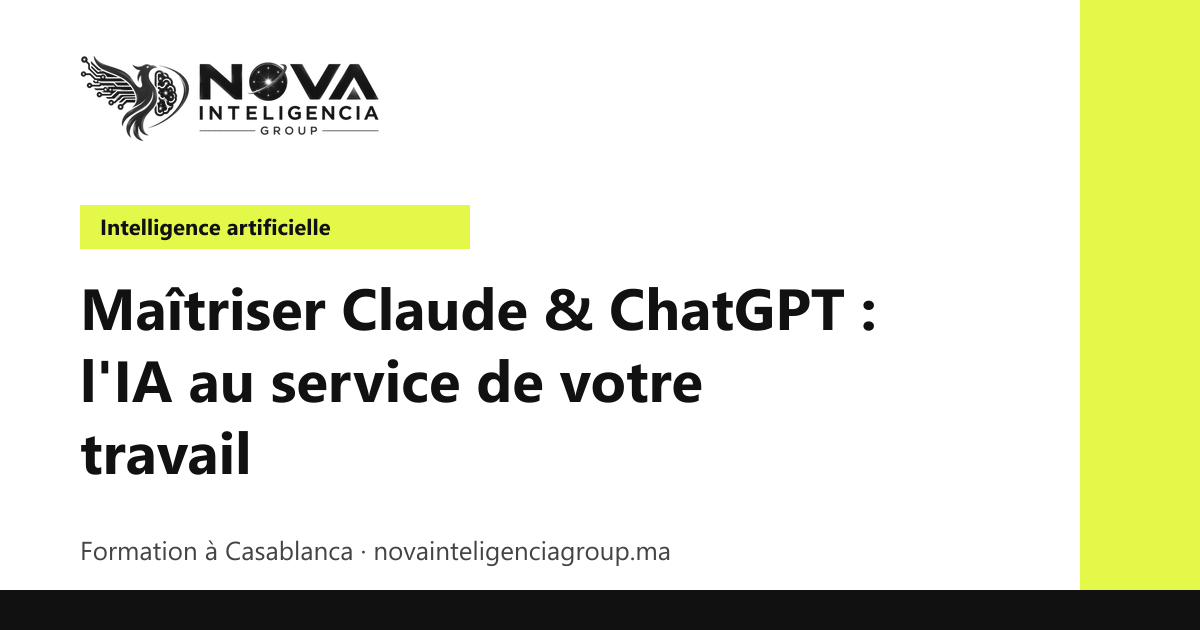 NOVA
INTELIGENCIA
GROUP
Intelligence artificielle
Maîtriser Claude & ChatGPT :
l'IA au service de votre
travail
Formation à Casablanca · novainteligenciagroup.ma